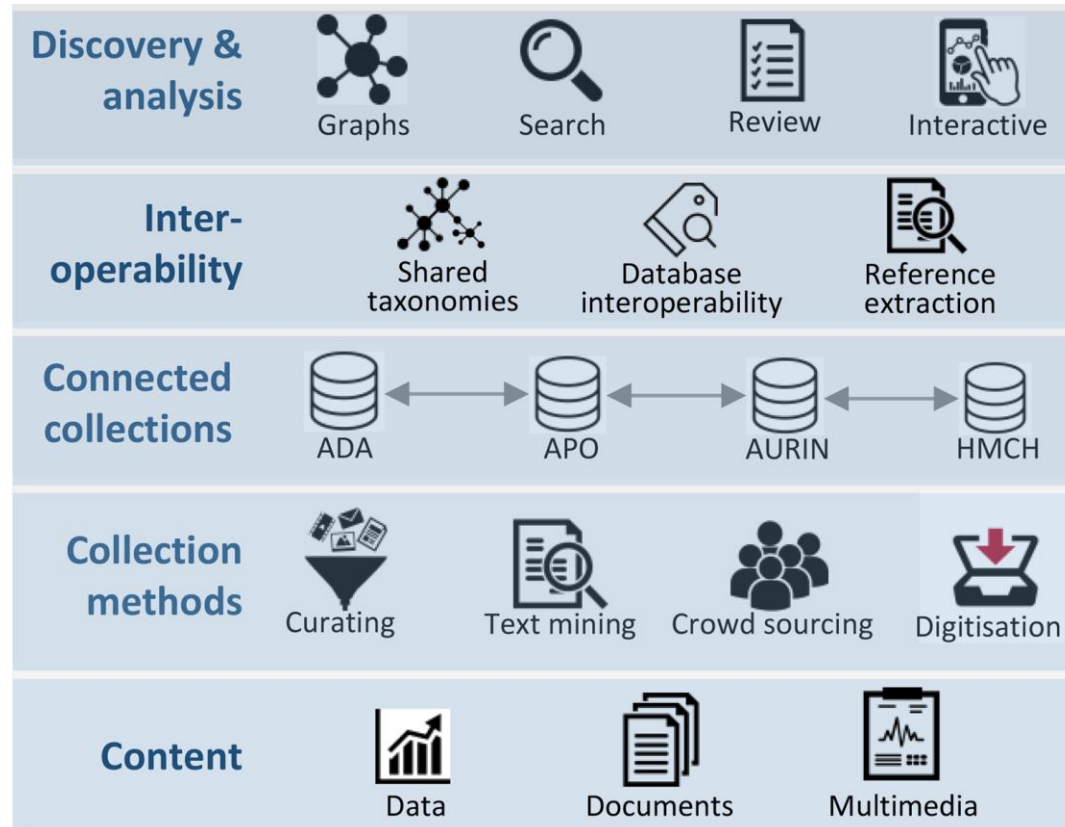 Discovery &
analysis
Graphs
Search
Review
Interactive
Inter-
operability
Shared
taxonomies
Database
interoperability
Reference
extraction
Connected
collections
ADA
APO
AURIN
HMCH
Collection
methods
Curating
Text mining
Crowd sourcing
Digitisation
Content
Data
Documents
Multimedia